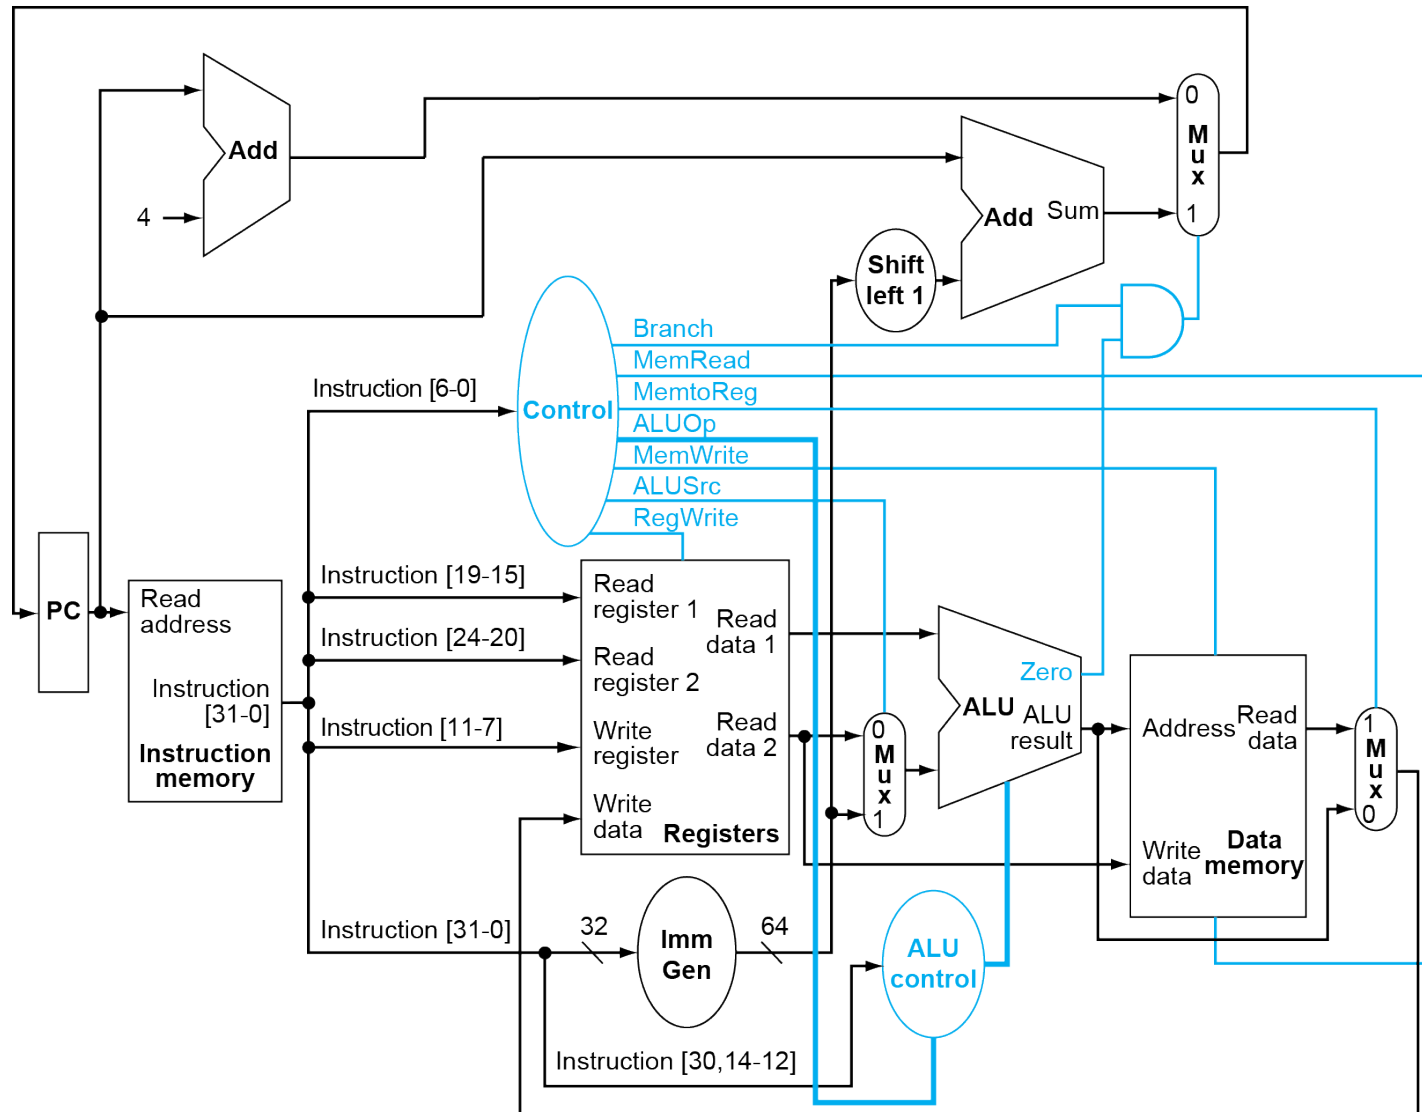 0
M
u
x
1
Add
4
Add Sum
Shift
left 1
Branch
MemRead
MemtoReg
ALUOp
MemWrite
ALUSrc
RegWrite
Control
Instruction [6-0]
Instruction [19-15]
Instruction [24-20]
Instruction [11-7]
Instruction [31-0]
PC
Read
address
Instruction
[31-0]
Instruction
memory
Read
register 1
Read
register 2
Write
register
Write
data
Read
data 1
Read
data 2
Registers
0
M
u
x
1
Zero
ALU
ALU
result
Address
Read
data
Write
data
Data
memory
1
M
u
x
0
32
Imm
Gen
64
ALU
control
Instruction [30,14-12]